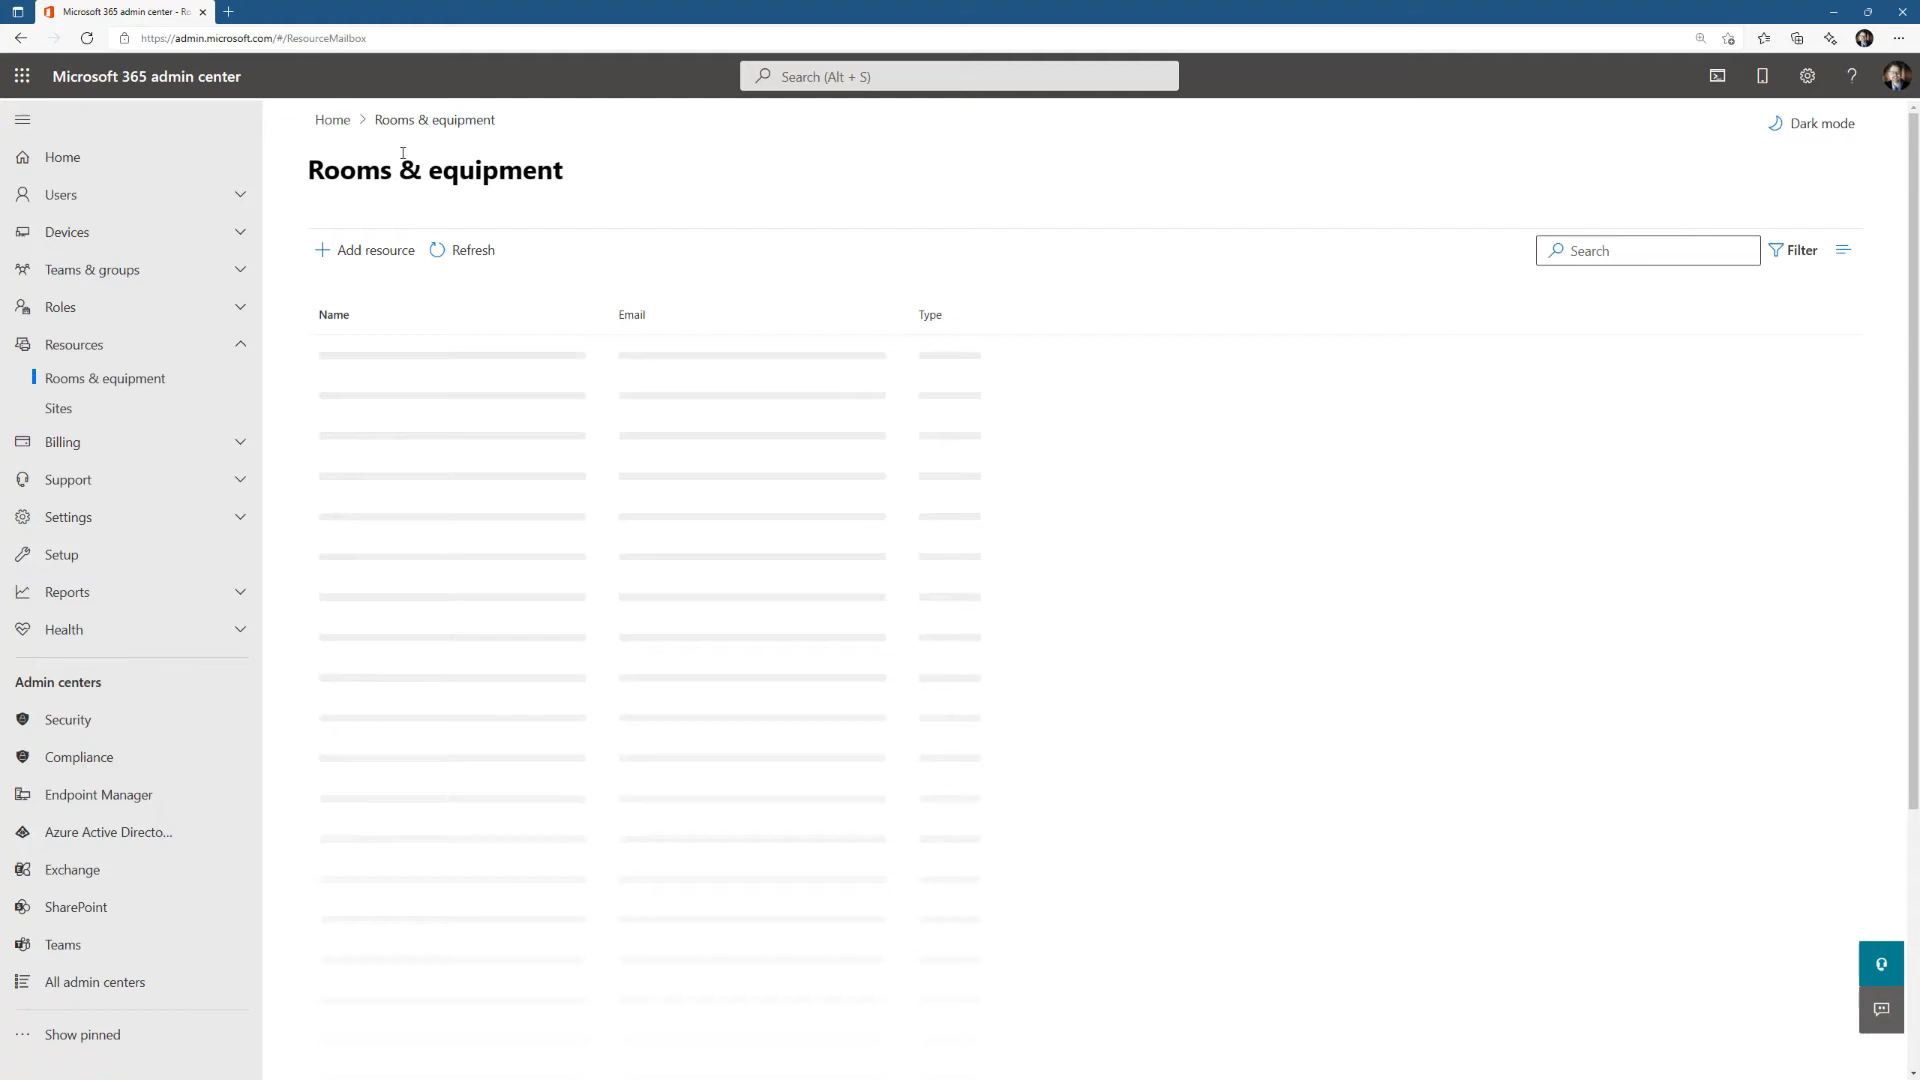 Microsoft 365 admin center - Ro
https://admin.microsoft.com/#/ResourceMailbox
Microsoft 365 admin center
Search (Alt + S)
Home
Users
Devices
Teams & groups
Roles
Resources
Rooms & equipment
Sites
Billing
Support
Settings
Setup
Reports
Health
Admin centers
Security
Compliance
Endpoint Manager
Azure Active Directo...
Exchange
SharePoint
Teams
All admin centers
Show pinned
Home > Rooms & equipment
Dark mode
Rooms & equipment
Add resource
Refresh
Search
Filter
Name Email Type